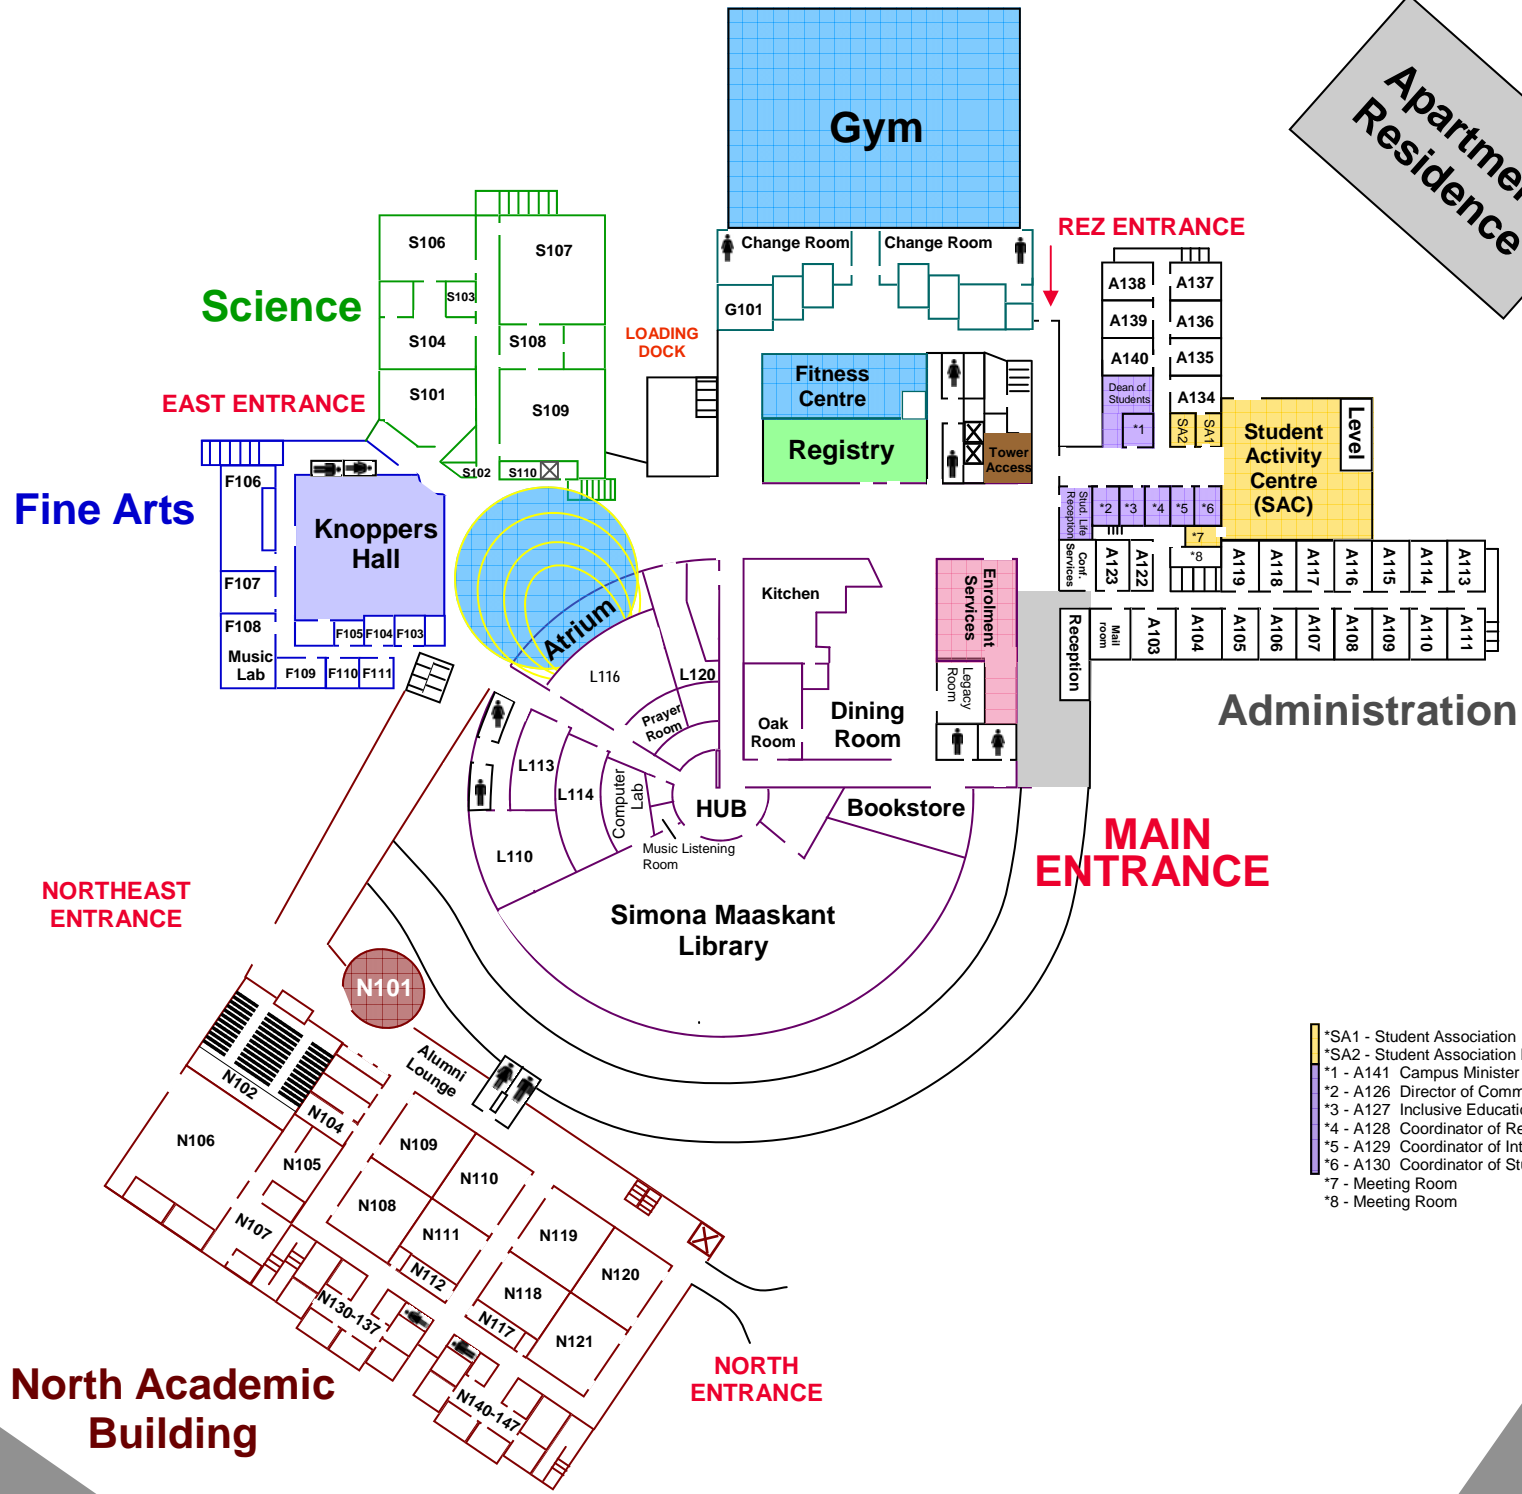 Gym
Apartmen
Residence
REZ ENTRANCE
Change Room
Change Room
G101
Science
S106
S107
S103
S104
S108
S101
S109
S102
S110
LOADING
DOCK
EAST ENTRANCE
Fitness
Centre
Registry
Tower
Access
A138
A137
A139
A136
A140
A135
Dean of
Students
A134
*1
SA2
SA1
Student
Activity
Centre
(SAC)
Level
Stud. Life
Reception
*2
*3
*4
*5
*6
*7
*8
Conf.
Services
A123
A122
A119
A118
A117
A116
A115
A114
A113
Reception
Mail
room
A103
A104
A105
A106
A107
A108
A109
A110
A111
Administration
Fine Arts
F106
Knoppers
Hall
F107
F108
Music
Lab
F105
F104
F103
F109
F110
F111
Atrium
L116
L120
Prayer
Room
Kitchen
Enrolment
Services
Legacy
Room
Oak
Room
Dining
Room
L113
L114
Computer
Lab
L110
HUB
Music Listening
Room
Bookstore
MAIN
ENTRANCE
Simona Maaskant
Library
NORTHEAST
ENTRANCE
N101
Alumni
Lounge
N102
N104
N106
N105
N107
N109
N110
N108
N111
N112
N119
N120
N118
N117
N121
N130-137
N140-147
NORTH
ENTRANCE
North Academic
Building
*SA1 - Student Association
*SA2 - Student Association
*1 - A141 Campus Minister
*2 - A126 Director of Comm
*3 - A127 Inclusive Educatio
*4 - A128 Coordinator of Re
*5 - A129 Coordinator of Int
*6 - A130 Coordinator of Stu
*7 - Meeting Room
*8 - Meeting Room